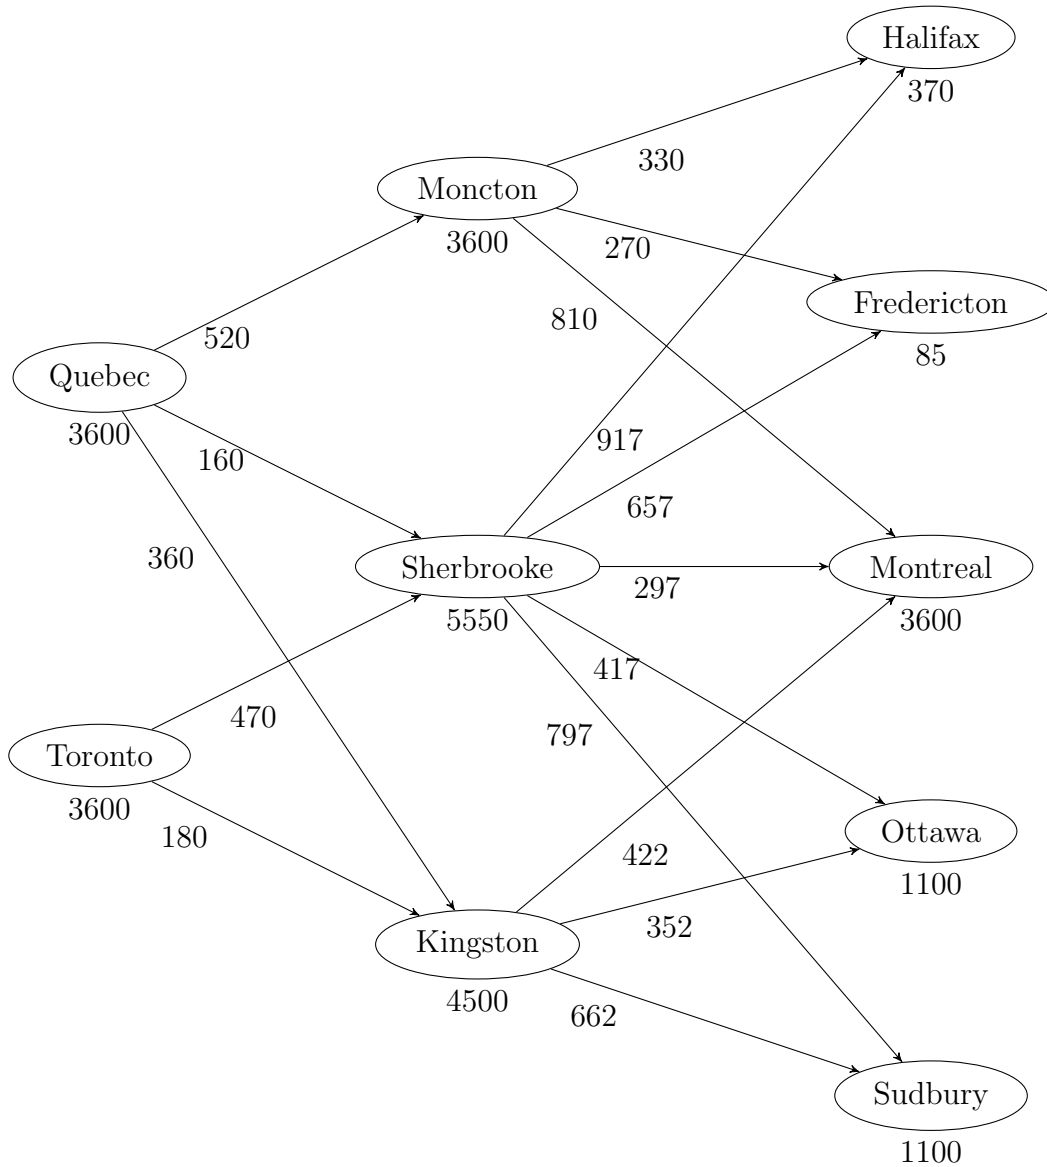 Halifax
370
330
Moncton
3600
270
Fredericton
85
810
520
Quebec
3600
917
160
657
360
Sherbrooke
5550
297
Montreal
3600
417
470
797
Toronto
3600
180
Ottawa
1100
422
352
Kingston
4500
662
Sudbury
1100